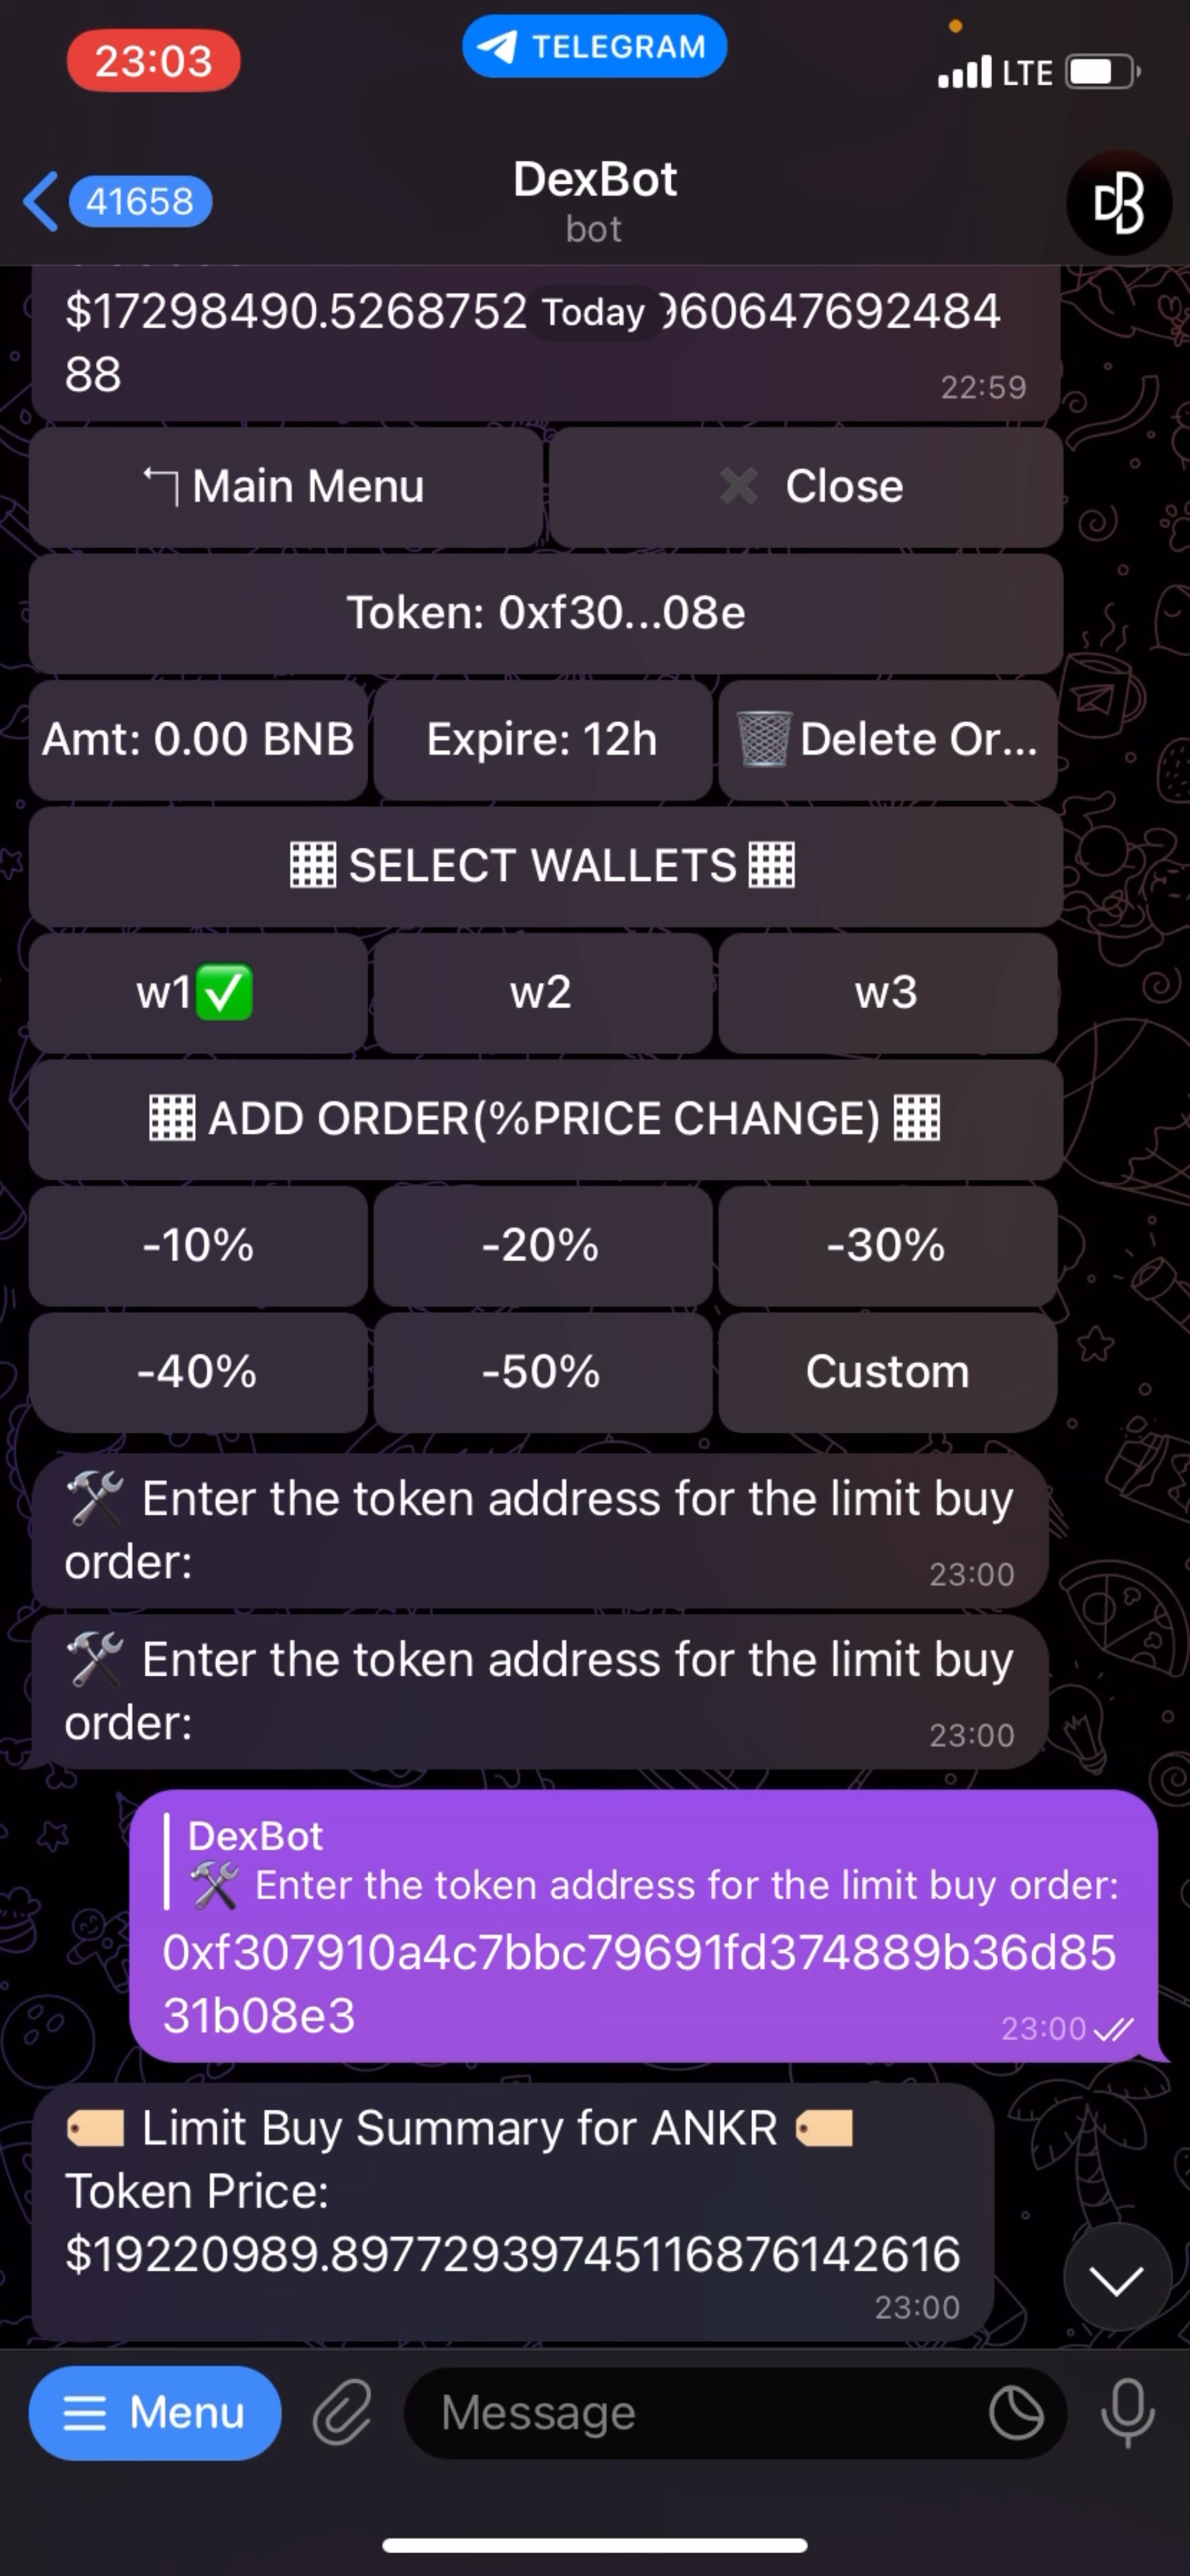 23:03
TELEGRAM
LTE
41658
DexBot
bot
$17298490.5268752 Today 960647692484
88
22:59
Main Menu
Close
Token: 0xf30...08e
Amt: 0.00 BNB
Expire: 12h
Delete Or...
SELECT WALLETS
w1
w2
w3
ADD ORDER(%PRICE CHANGE)
-10%
-20%
-30%
-40%
-50%
Custom
Enter the token address for the limit buy
order:
23:00
Enter the token address for the limit buy
order:
23:00
DexBot
Enter the token address for the limit buy order:
0xf307910a4c7bbc79691fd374889b36d85
31b08e3
23:00
Limit Buy Summary for ANKR
Token Price:
$19220989.897729397451168761426​16
23:00
Menu
Message